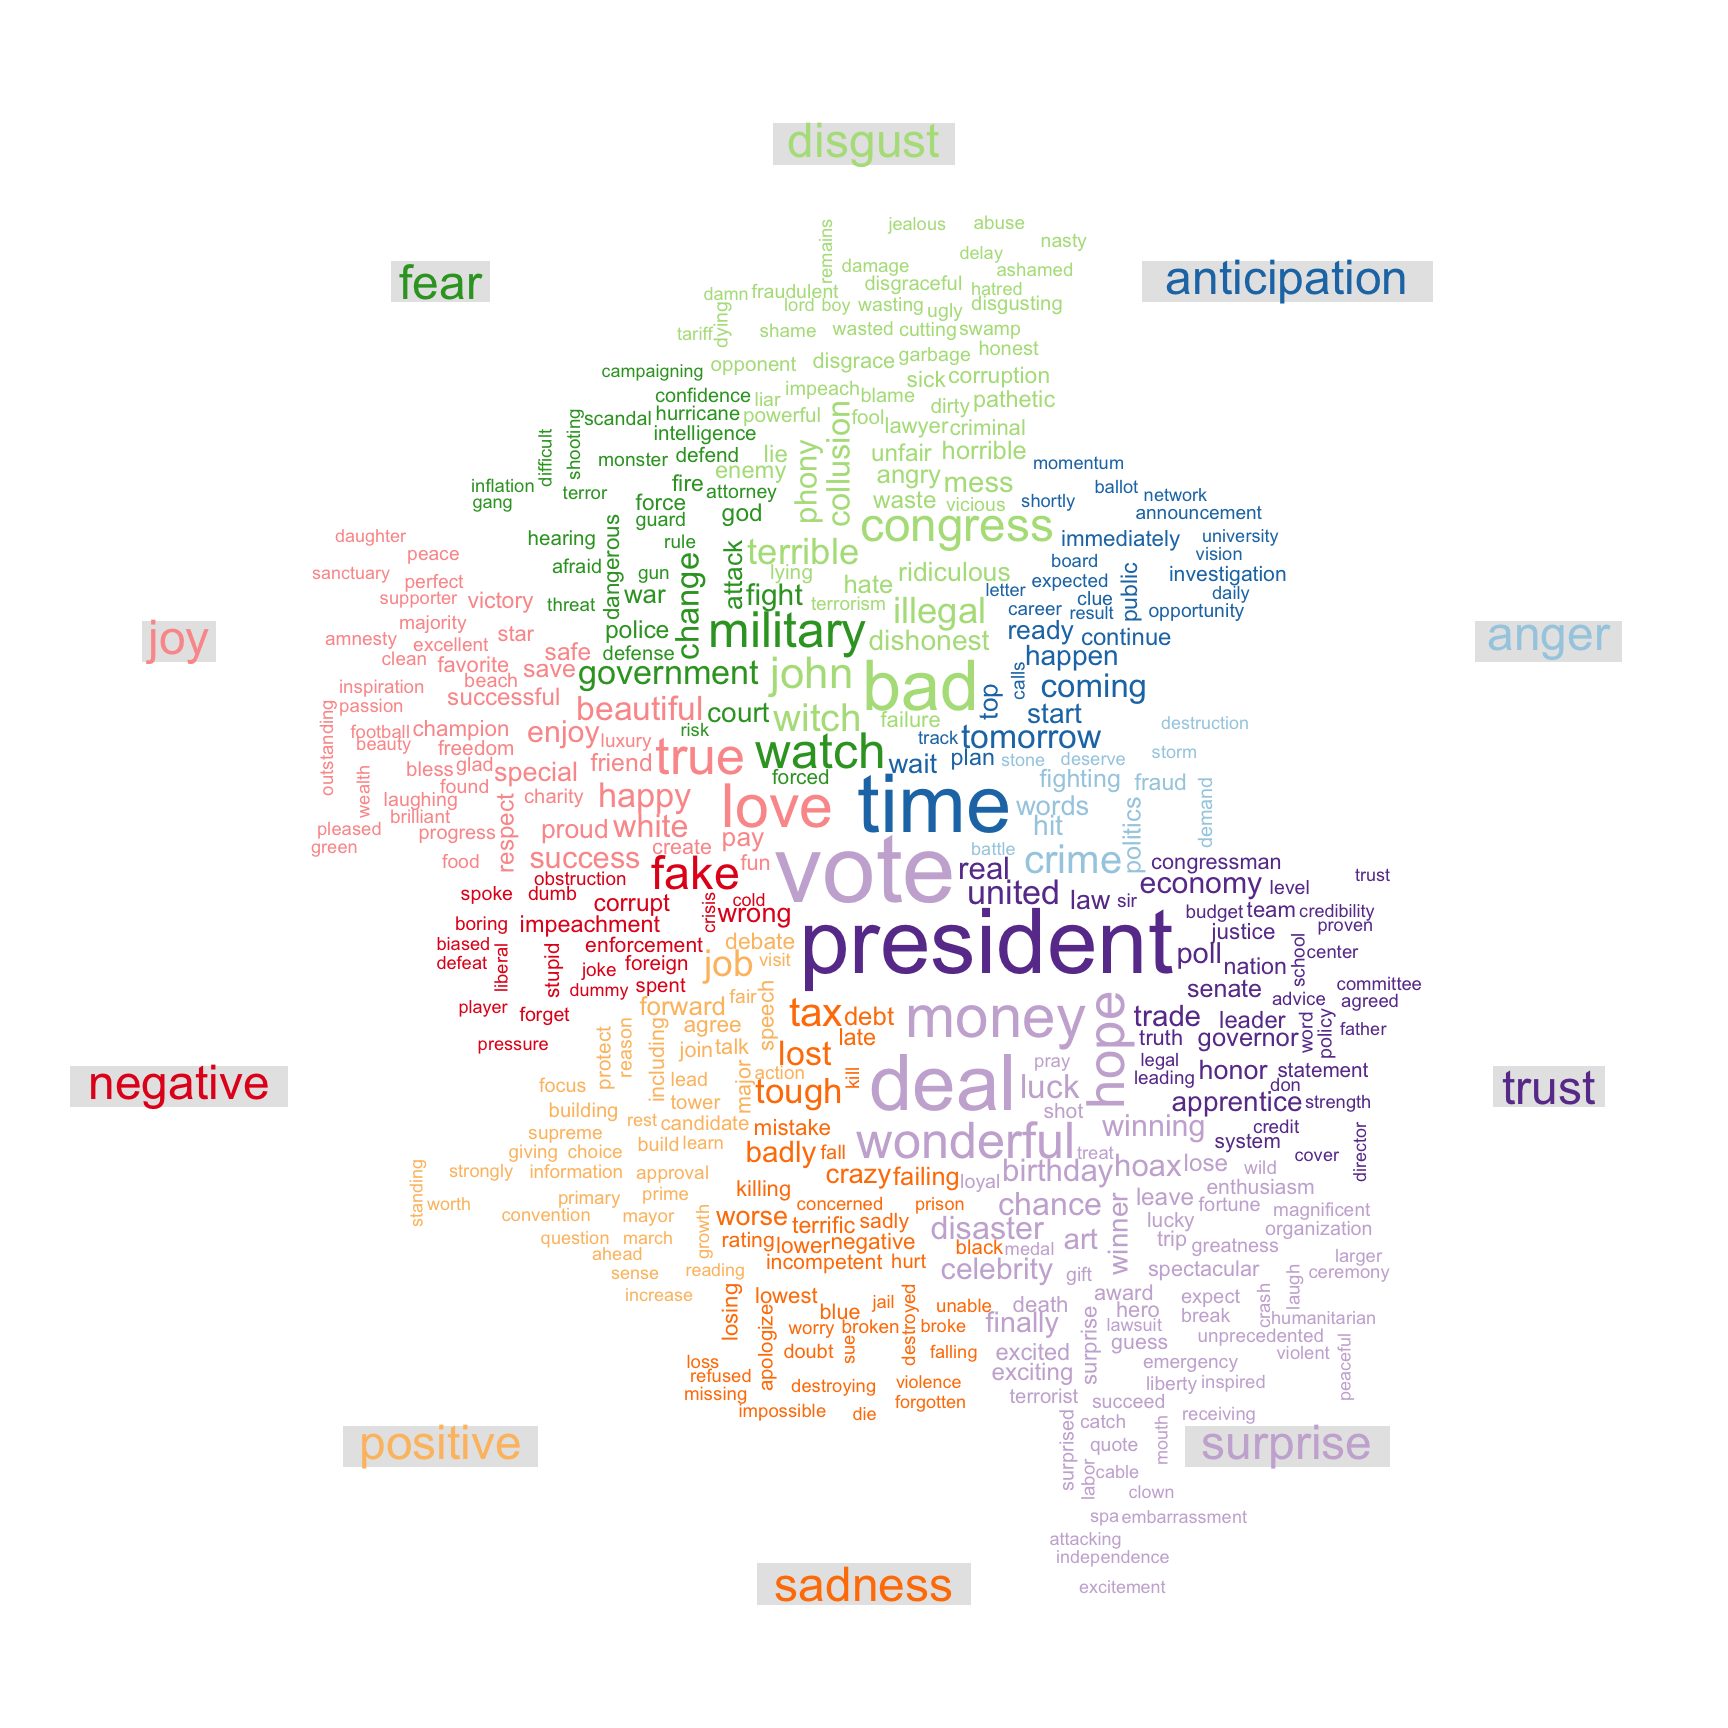 disgust
fear
anticipation
joy
anger
negative
trust
positive
surprise
sadness
jealous
abuse
nasty
remains
delay
damage
ashamed
disgraceful
hatred
damn
fraudulent
lord
boy
wasting
ugly
disgusting
tariff
dying
shame
wasted
cutting
swamp
opponent
disgrace
garbage
honest
sick
corruption
impeach
blame
liar
dirty
pathetic
powerful
fool
lawyer
criminal
collusion
phony
lie
enemy
unfair
horrible
angry
mess
waste
vicious
congress
terrible
lying
hate
ridiculous
terrorism
illegal
dishonest
john
bad
witch
failure
campaigning
confidence
scandal
hurricane
intelligence
difficult
shooting
monster
defend
inflation
gang
terror
fire
attorney
force
guard
god
hearing
dangerous
rule
attack
afraid
gun
change
war
fight
threat
police
military
defense
government
court
risk
watch
forced
momentum
shortly
ballot
network
announcement
immediately
university
vision
board
investigation
letter
expected
public
daily
career
clue
result
opportunity
ready
continue
happen
calls
coming
top
start
track
tomorrow
wait
plan
time
daughter
peace
sanctuary
perfect
supporter
victory
majority
star
amnesty
excellent
safe
clean
favorite
save
beach
inspiration
successful
passion
beautiful
outstanding
football
champion
enjoy
beauty
freedom
luxury
true
bless
glad
special
friend
wealth
found
laughing
charity
happy
love
brilliant
pleased
progress
respect
proud
white
pay
green
food
success
create
fun
destruction
storm
stone
deserve
fighting
fraud
words
hit
politics
demand
battle
crime
fake
obstruction
spoke
dumb
corrupt
crisis
cold
wrong
boring
impeachment
biased
enforcement
defeat
liberal
stupid
joke
foreign
dummy
spent
player
forget
pressure
vote
money
hope
deal
pray
luck
shot
wonderful
winning
treat
birthday
hoax
lose
wild
loyal
enthusiasm
chance
leave
fortune
magnificent
disaster
winner
lucky
organization
art
trip
greatness
medal
larger
celebrity
gift
spectacular
ceremony
award
expect
crash
laugh
death
hero
break
humanitarian
finally
surprise
lawsuit
unprecedented
guess
excited
violent
peaceful
exciting
emergency
liberty
inspired
terrorist
succeed
surprised
catch
receiving
quote
mouth
labor
cable
clown
spa
embarrassment
attacking
independence
excitement
real
congressman
united
law
sir
economy
level
trust
budget
team
credibility
justice
proven
president
poll
nation
school
center
senate
committee
advice
agreed
trade
leader
word
policy
father
truth
governor
legal
leading
honor
statement
don
apprentice
strength
credit
system
cover
director
debate
job
visit
forward
fair
speech
protect
reason
including
agree
join
talk
action
focus
lead
major
building
tower
rest
candidate
supreme
build
learn
giving
choice
standing
strongly
information
approval
worth
primary
prime
convention
mayor
growth
question
march
ahead
sense
reading
increase
tax
debt
late
lost
kill
tough
mistake
badly
fall
crazy
failing
killing
concerned
prison
worse
terrific
sadly
rating
lower
negative
black
incompetent
hurt
losing
lowest
jail
destroyed
apologize
blue
unable
worry
broken
broke
sue
doubt
falling
loss
refused
missing
destroying
violence
forgotten
impossible
die